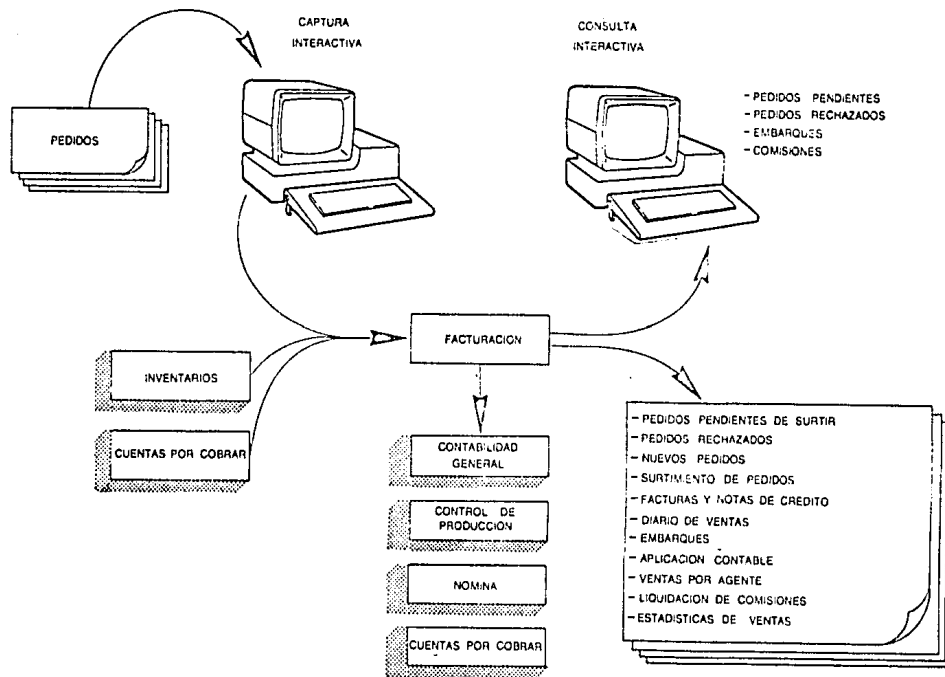 CAPTURA
INTERACTIVA
CONSULTA
INTERACTIVA
PEDIDOS
- PEDIDOS PENDIENTES
- PEDIDOS RECHAZADOS
- EMBARQUES
- COMISIONES
FACTURACION
INVENTARIOS
CUENTAS POR COBRAR
CONTABILIDAD
GENERAL
CONTROL DE
PRODUCCIÓN
NOMINA
CUENTAS POR COBRAR
- PEDIDOS PENDIENTES DE SURTIR
- PEDIDOS RECHAZADOS
- NUEVOS PEDIDOS
- SURTIMENTO DE PEDIDOS
- FACTURAS Y NOTAS DE CREDITO
- DIARIO DE VENTAS
- EMBARQUES
- APLICACION CONTABLE
- VENTAS POR AGENTE
- LIQUIDACION DE COMISIONES
- ESTADISTICAS DE VENTAS